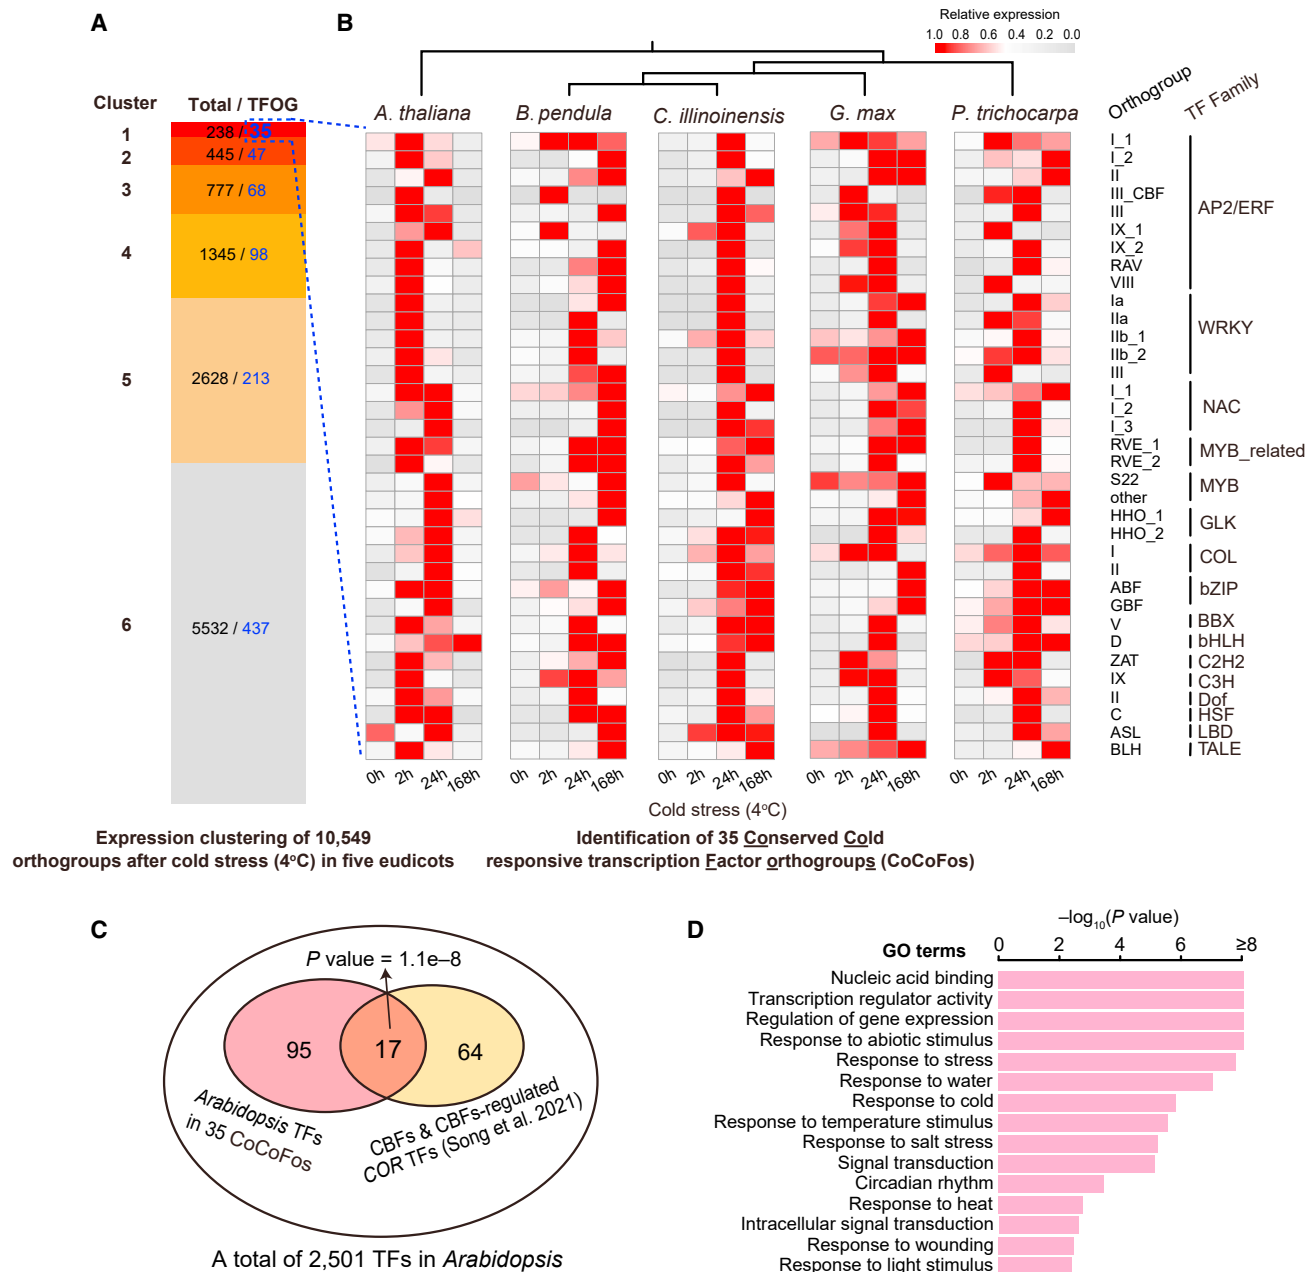 A
B
Relative expression
1.0 0.8 0.6 0.4 0.2 0.0
Cluster
Total / TFOG
A. thaliana
B. pendula
C. illinoinensis
G. max
P. trichocarpa
Orthogroup
TF Family
1
238 / 35
2
445 / 47
3
777 / 68
4
1345 / 98
5
2628 / 213
6
5532 / 437
I_1
I_2
II
III_CBF
III
IX_1
IX_2
RAV
VIII
AP2/ERF
Ia
IIa
IIb_1
IIb_2
III
WRKY
I_1
I_2
I_3
NAC
RVE_1
RVE_2
MYB_related
S22
other
MYB
HHO_1
HHO_2
GLK
I
II
COL
ABF
GBF
bZIP
V
BBX
D
bHLH
ZAT
C2H2
IX
C3H
II
Dof
C
HSF
ASL
LBD
BLH
TALE
0h 2h 24h 168h
0h 2h 24h 168h
0h 2h 24h 168h
0h 2h 24h 168h
0h 2h 24h 168h
Cold stress (4°C)
Expression clustering of 10,549
orthogroups after cold stress (4°C) in five eudicots
Identification of 35 Conserved Cold
responsive transcription Factor orthogroups (CoCoFos)
C
P value = 1.1e–8
95
17
64
Arabidopsis TFs
in 35 CoCoFos
CBFs & CBFs-regulated
COR TFs (Song et al. 2021)
A total of 2,501 TFs in Arabidopsis
D
–log10(P value)
GO terms
0 2 4 6 ≥8
Nucleic acid binding
Transcription regulator activity
Regulation of gene expression
Response to abiotic stimulus
Response to stress
Response to water
Response to cold
Response to temperature stimulus
Response to salt stress
Signal transduction
Circadian rhythm
Response to heat
Intracellular signal transduction
Response to wounding
Response to light stimulus